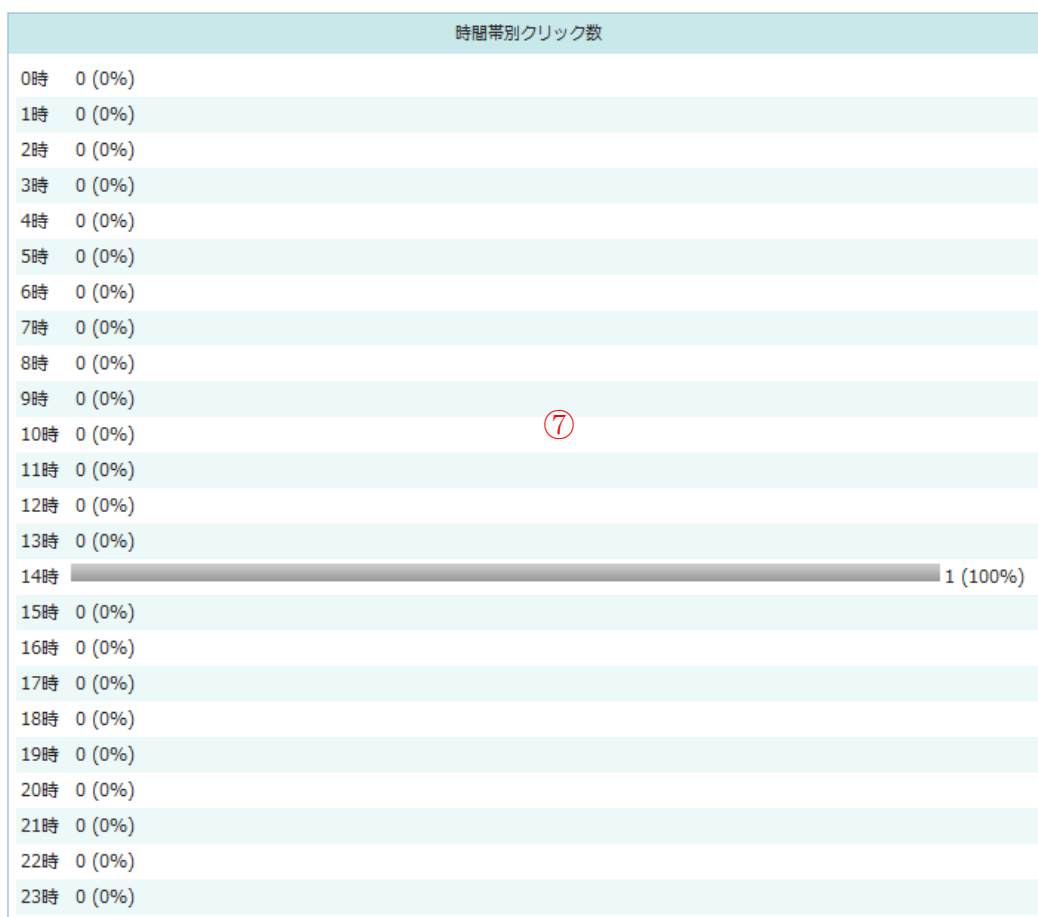 時間帯別クリック数
0時 0 (0%)
1時 0 (0%)
2時 0 (0%)
3時 0 (0%)
4時 0 (0%)
5時 0 (0%)
6時 0 (0%)
7時 0 (0%)
8時 0 (0%)
9時 0 (0%)
⑦
10時 0 (0%)
11時 0 (0%)
12時 0 (0%)
13時 0 (0%)
14時 1 (100%)
15時 0 (0%)
16時 0 (0%)
17時 0 (0%)
18時 0 (0%)
19時 0 (0%)
20時 0 (0%)
21時 0 (0%)
22時 0 (0%)
23時 0 (0%)